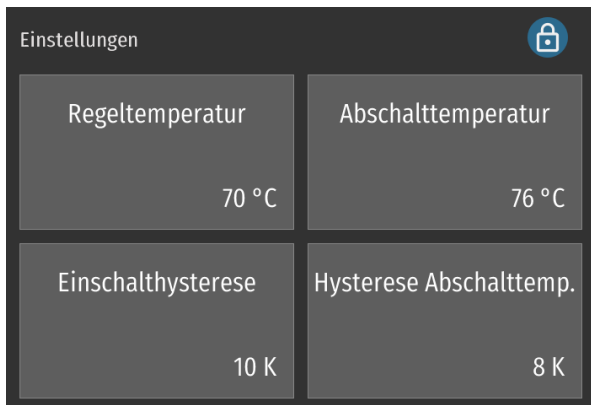 Einstellungen
Regeltemperatur
70 °C
Abschalttemperatur
76 °C
Einschalthysterese
10 K
Hysterese Abschalttemp.
8 K